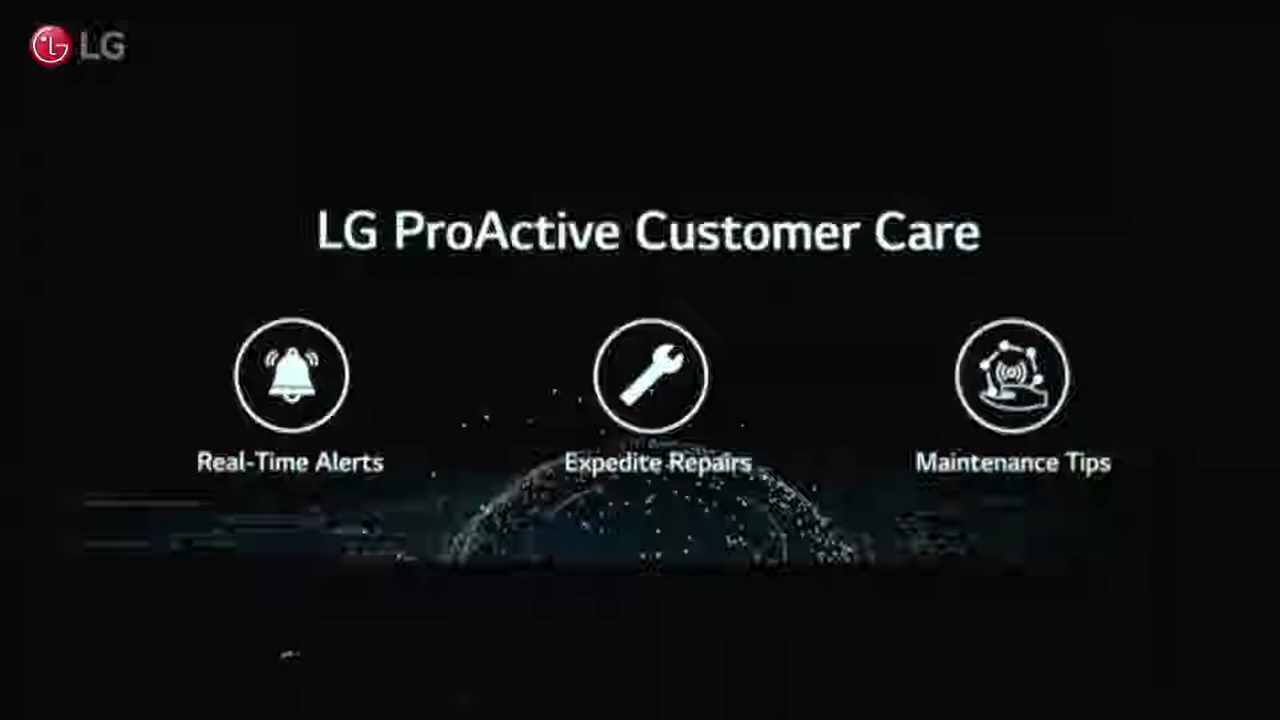 LG
LG ProActive Customer Care
Real-Time Alerts
Expedite Repairs
Maintenance Tips